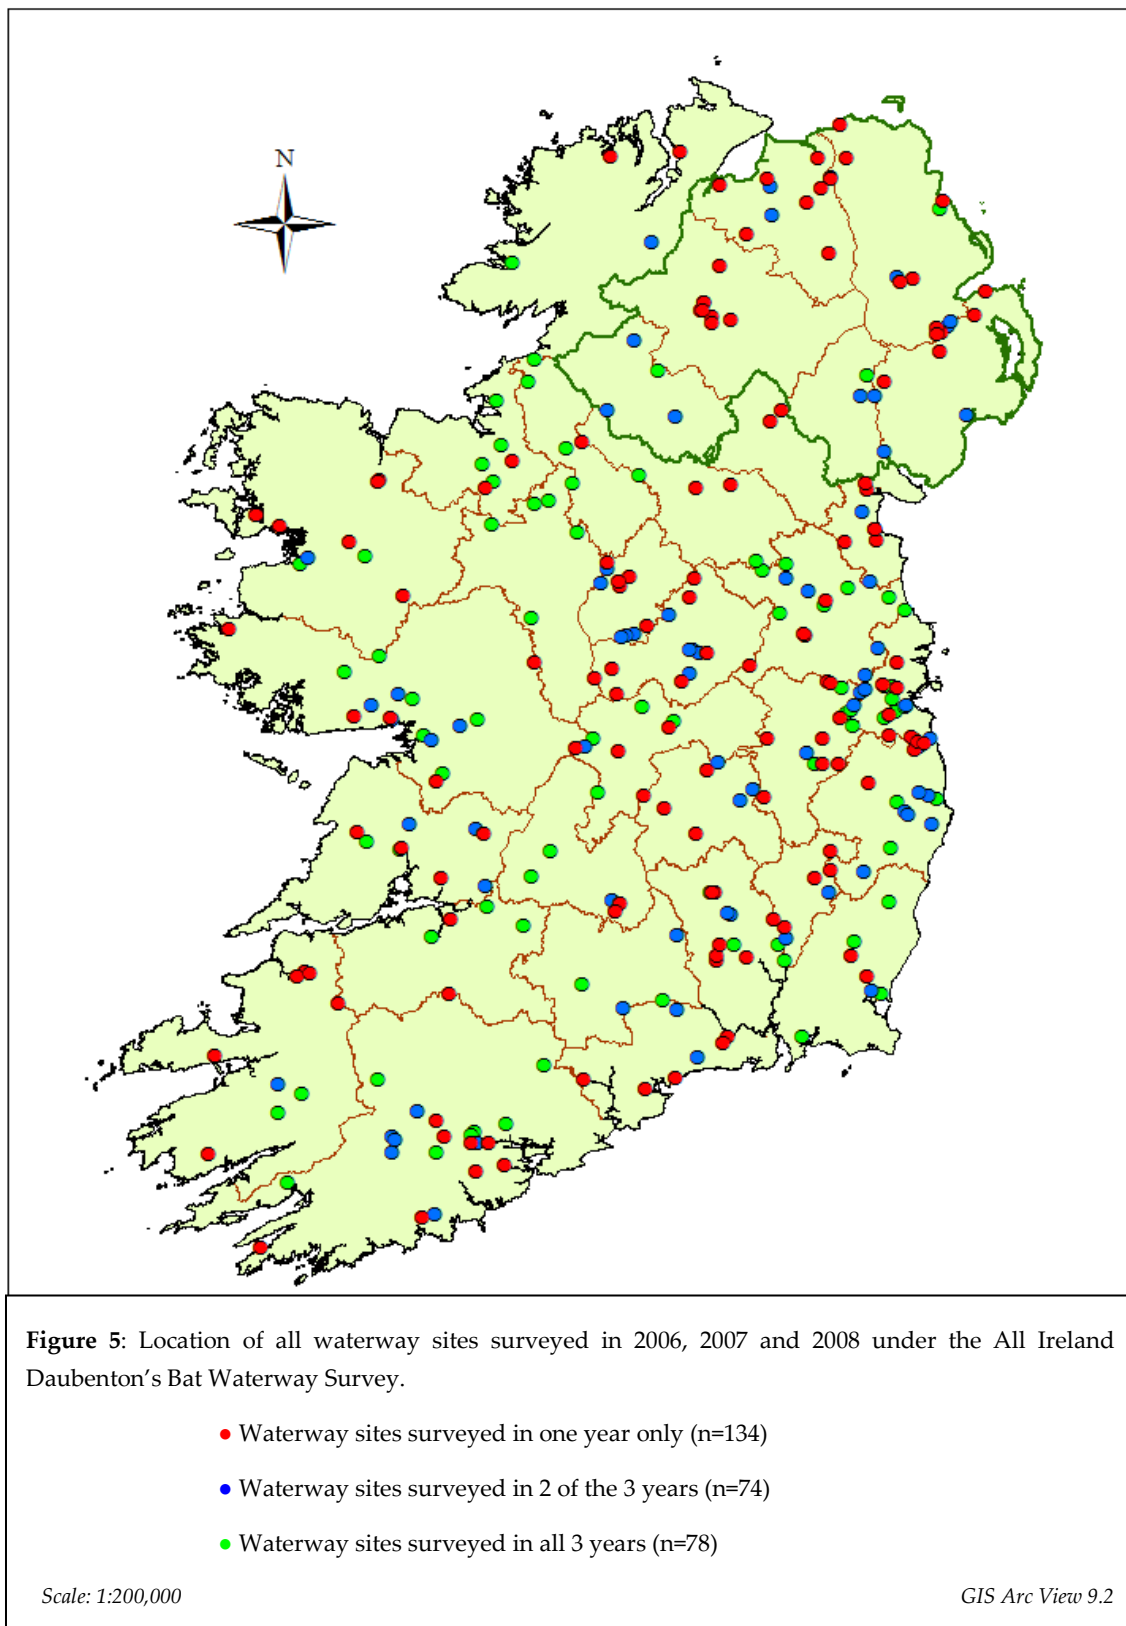 N
Figure 5: Location of all waterway sites surveyed in 2006, 2007 and 2008 under the All Ireland
Daubenton’s Bat Waterway Survey.
Waterway sites surveyed in one year only (n=134)
Waterway sites surveyed in 2 of the 3 years (n=74)
Waterway sites surveyed in all 3 years (n=78)
Scale: 1:200,000 GIS Arc View 9.2